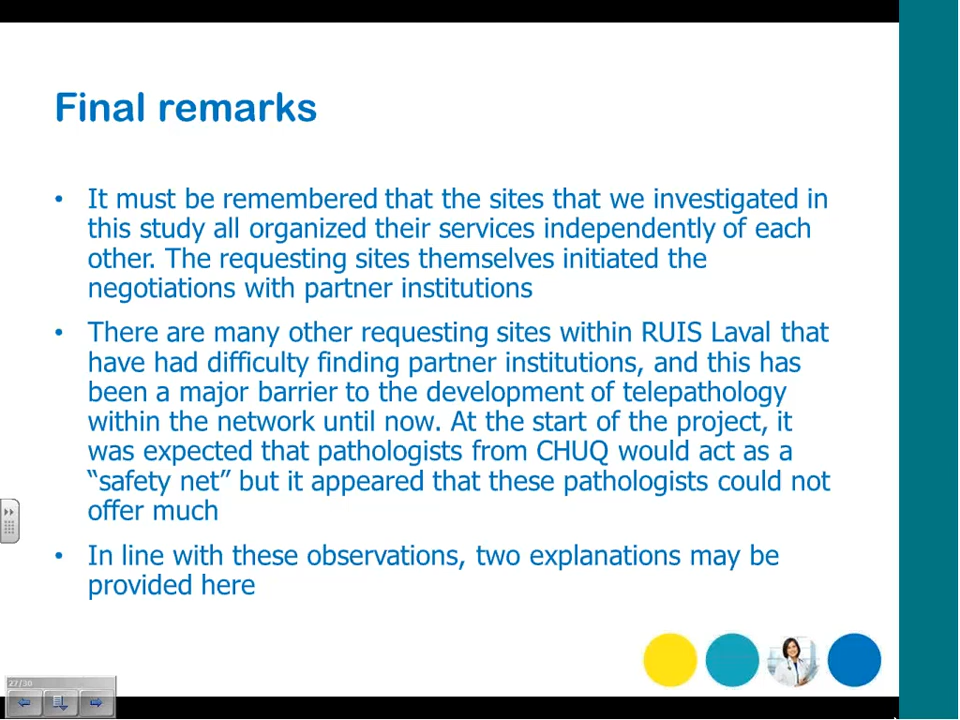 Final remarks
• It must be remembered that the sites that we investigated in
this study all organized their services independently of each
other. The requesting sites themselves initiated the
negotiations with partner institutions
• There are many other requesting sites within RUIS Laval that
have had difficulty finding partner institutions, and this has
been a major barrier to the development of telepathology
within the network until now. At the start of the project, it
was expected that pathologists from CHUQ would act as a
“safety net” but it appeared that these pathologists could not
offer much
• In line with these observations, two explanations may be
provided here
27/30